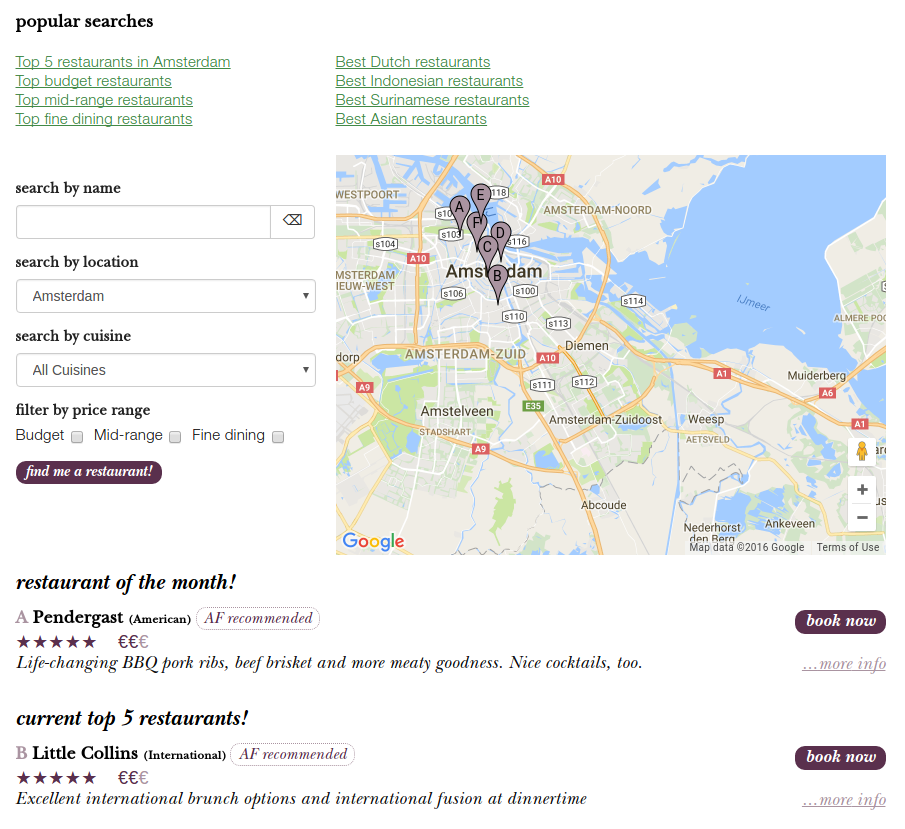 popular searches
Top 5 restaurants in Amsterdam
Top budget restaurants
Top mid-range restaurants
Top fine dining restaurants
Best Dutch restaurants
Best Indonesian restaurants
Best Surinamese restaurants
Best Asian restaurants
search by name
⌫
search by location
Amsterdam
search by cuisine
All Cuisines
filter by price range
Budget Mid-range Fine dining
find me a restaurant!
A10
WESTPOORT
E
s118
A
AMSTERDAM-NOORD
F
D
s103
s104
s116
C
A10
Amsterdam
B
AMSTERDAM
NIEUW-WEST
s106
s100
s114
IJmeer
s110
s113
ALMERE POO
Diemen
dorp
AMSTERDAM-ZUID
A10
A1
Muiderberg
A9
s111
s112
A6
E35
Amstelveen
Amsterdam-Zuidoost
Weesp
A1
STADSHART
AETSVELD
A9
+
Abcoude
−
Nederhorst
den Berg
Ankeveen
Google
Map data ©2016 Google Terms of Use
restaurant of the month!
A Pendergast (American) AF recommended
book now
★★★★★ €€€
Life-changing BBQ pork ribs, beef brisket and more meaty goodness. Nice cocktails, too.
...more info
current top 5 restaurants!
B Little Collins (International) AF recommended
book now
★★★★★ €€€
Excellent international brunch options and international fusion at dinnertime
...more info